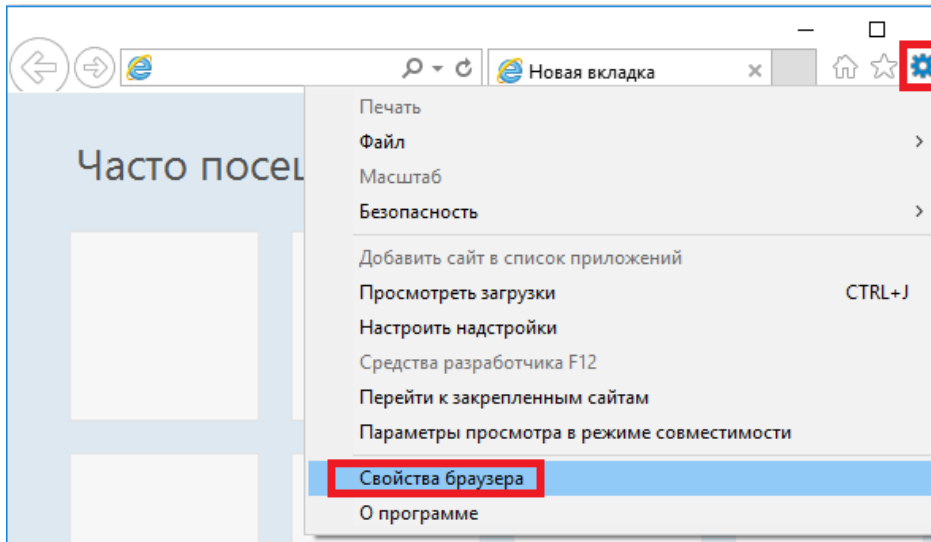 Новая вкладка
Часто посец
Печать
Файл
Масштаб
Безопасность
Добавить сайт в список приложений
Просмотреть загрузки CTRL+J
Настроить надстройки
Средства разработчика F12
Перейти к закрепленным сайтам
Параметры просмотра в режиме совместимости
Свойства браузера
О программе